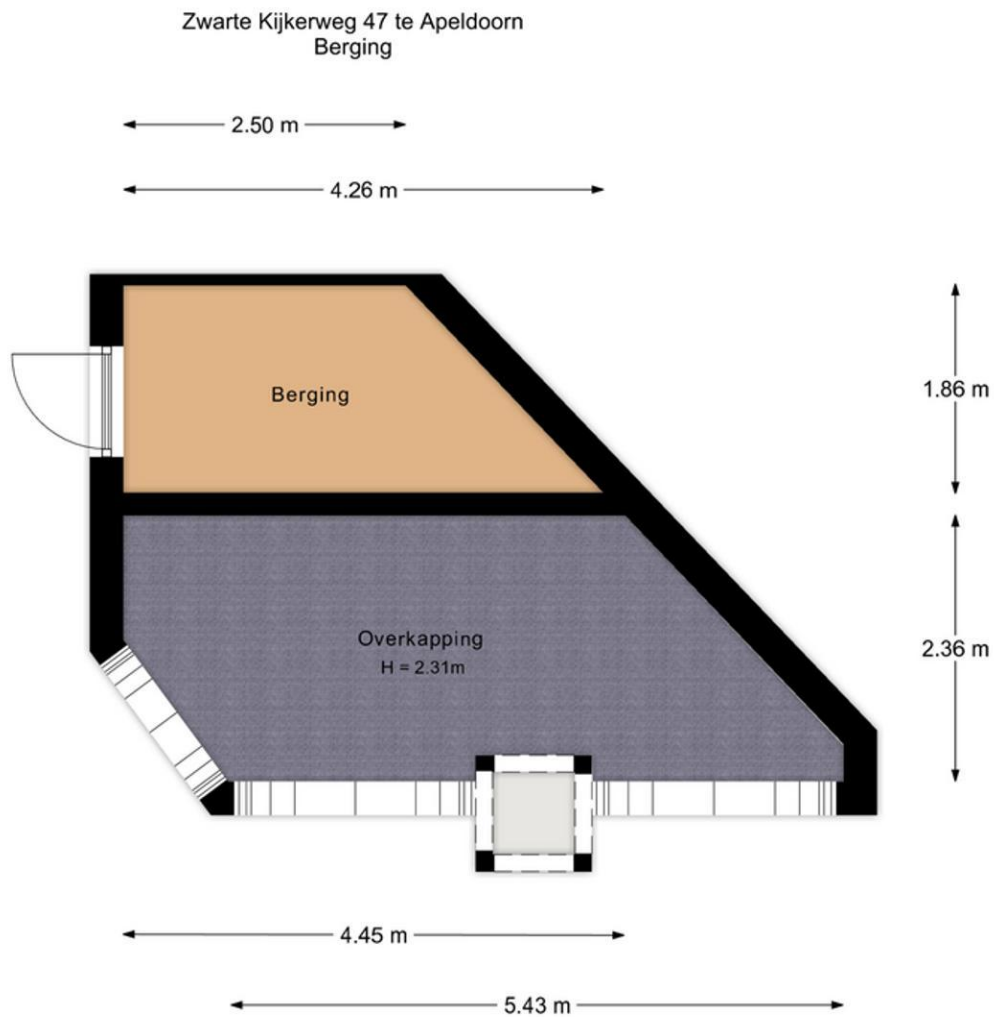 Zwarte Kijkerweg 47 te Apeldoorn
Berging
2.50 m
4.26 m
1.86 m
Berging
Overkapping
H = 2.31m
2.36 m
4.45 m
5.43 m